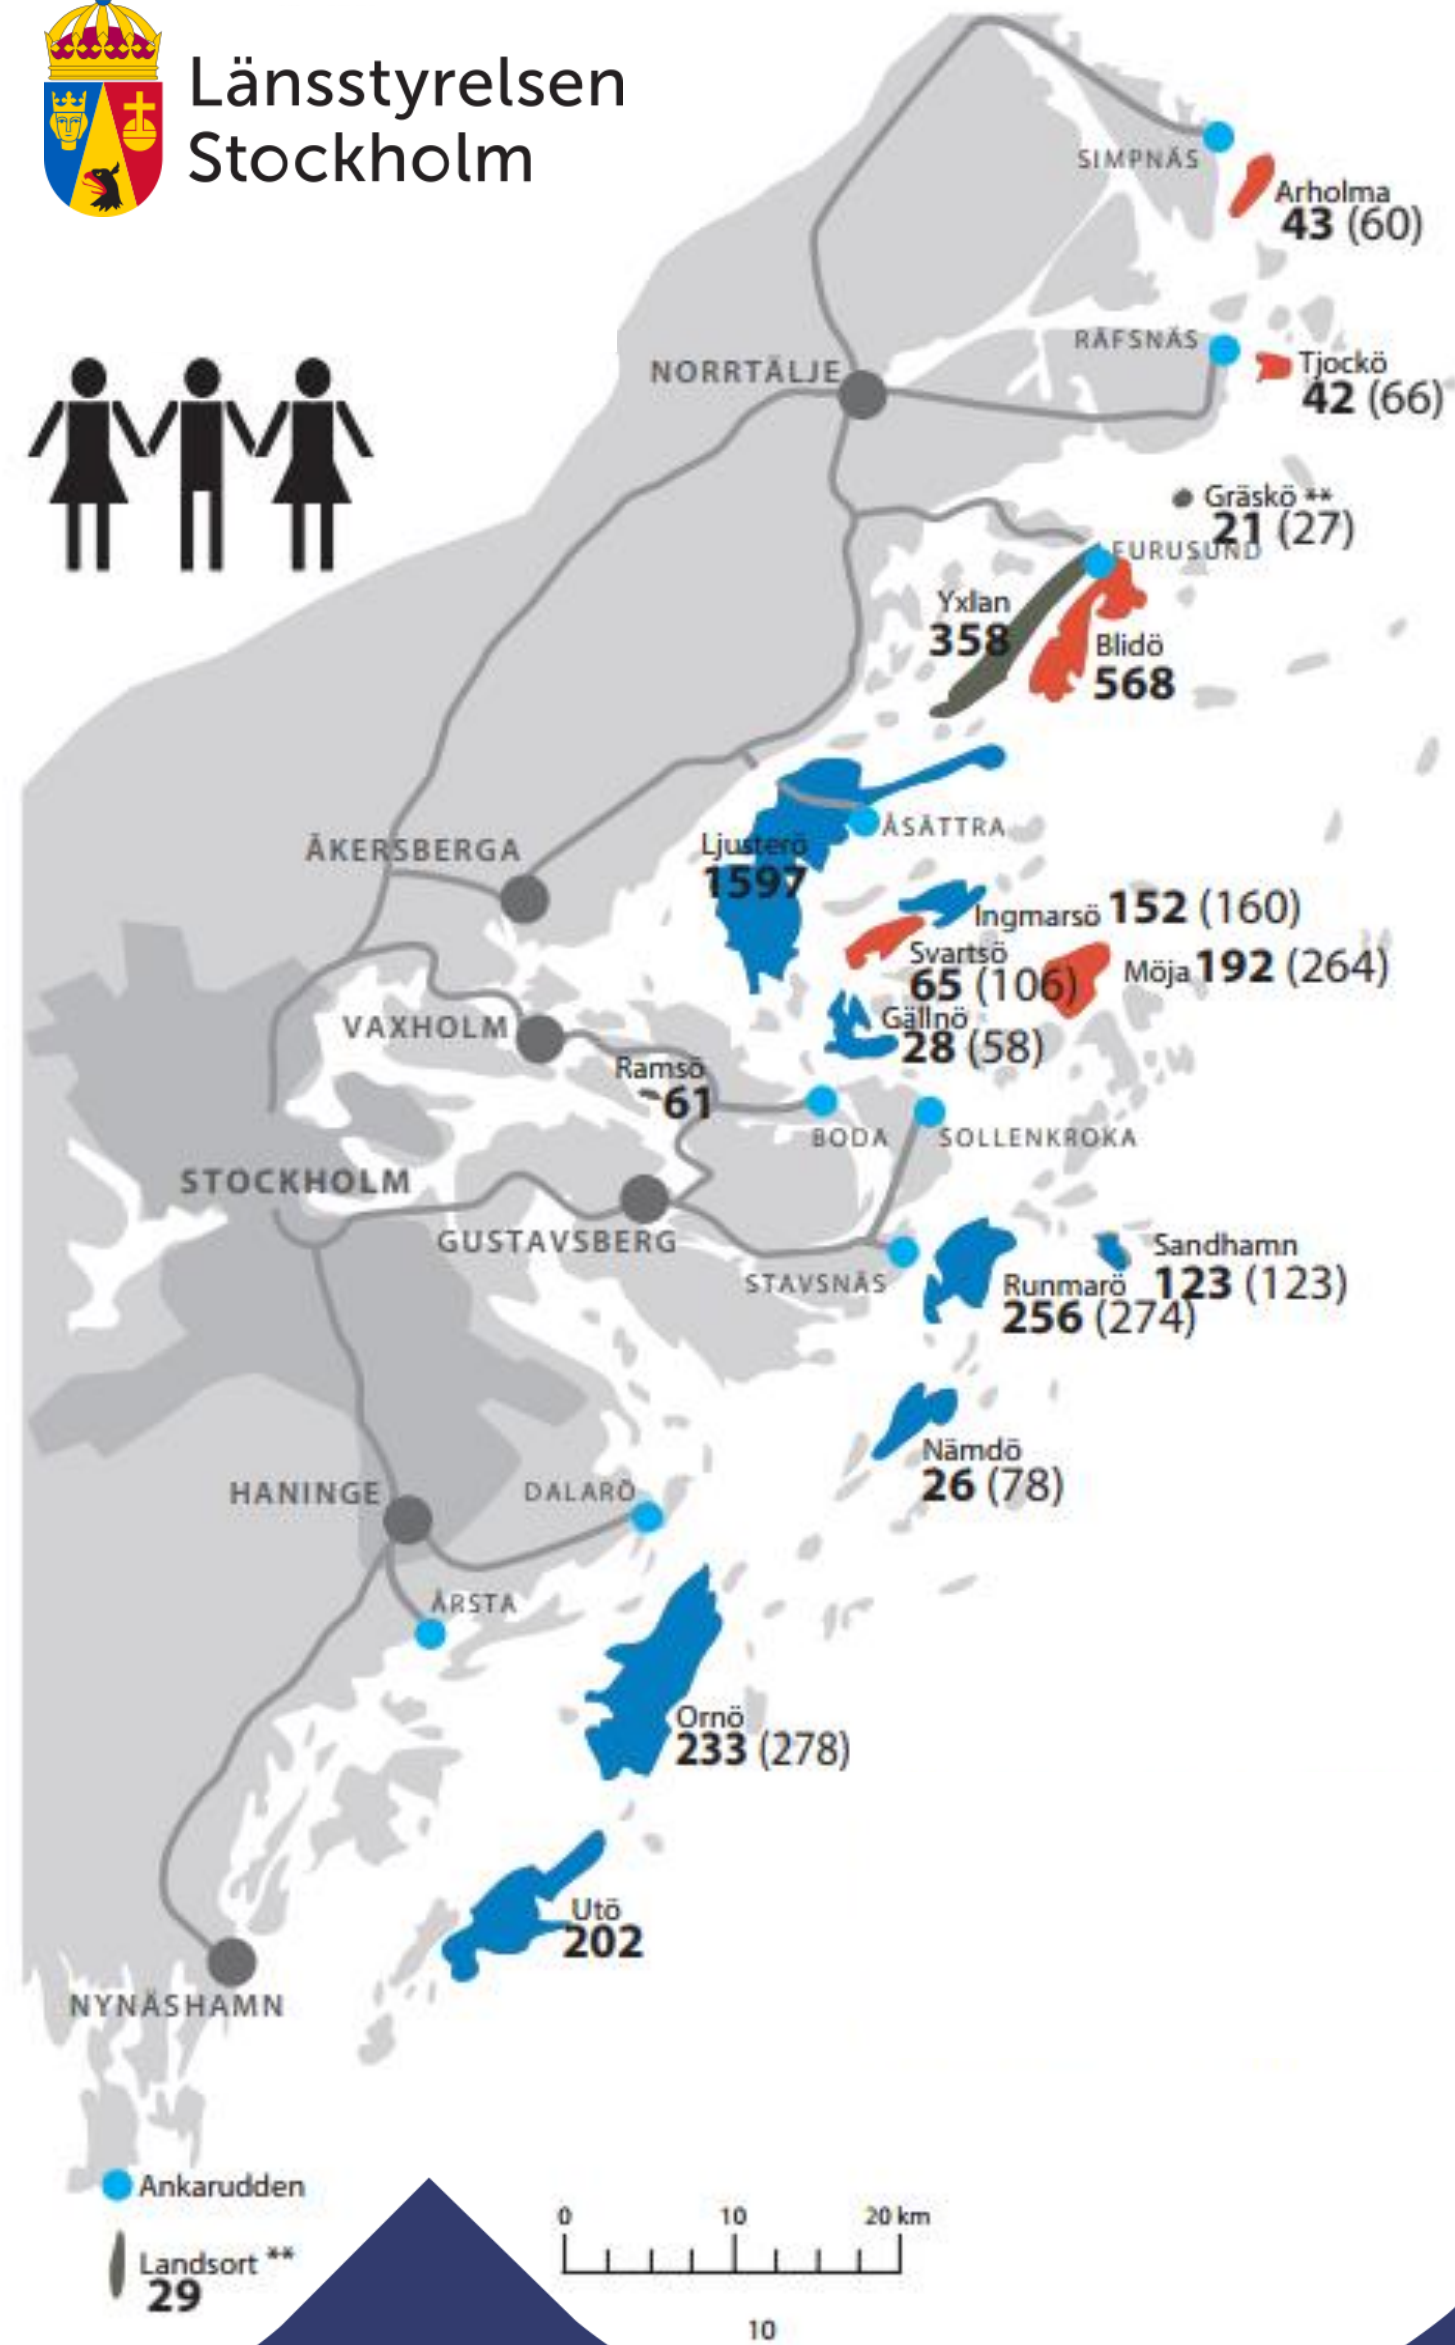 Länsstyrelsen
Stockholm
SIMPNÄS
Arholma
43 (60)
RÄFSNÄS
NORRTÄLJE
Tjockö
42 (66)
Gräskö **
21 (27)
FURUSUND
Yxlan
358
Blidö
568
ÅSÄTTRA
Ljusterö
1597
ÅKERSBERGA
Ingmarsö 152 (160)
Svartsö
65 (106)
Möja 192 (264)
Gällnö
28 (58)
VAXHOLM
Ramsö
61
BODA
SOLLENKROKA
STOCKHOLM
GUSTAVSBERG
STAVSNÄS
Sandhamn
123 (123)
Runmarö
256 (274)
Nämdö
26 (78)
HANINGE
DALARÖ
ÅRSTA
Ornö
233 (278)
Utö
202
NYNÄSHAMN
Ankarudden
Landsort **
29
0 10 20 km
10